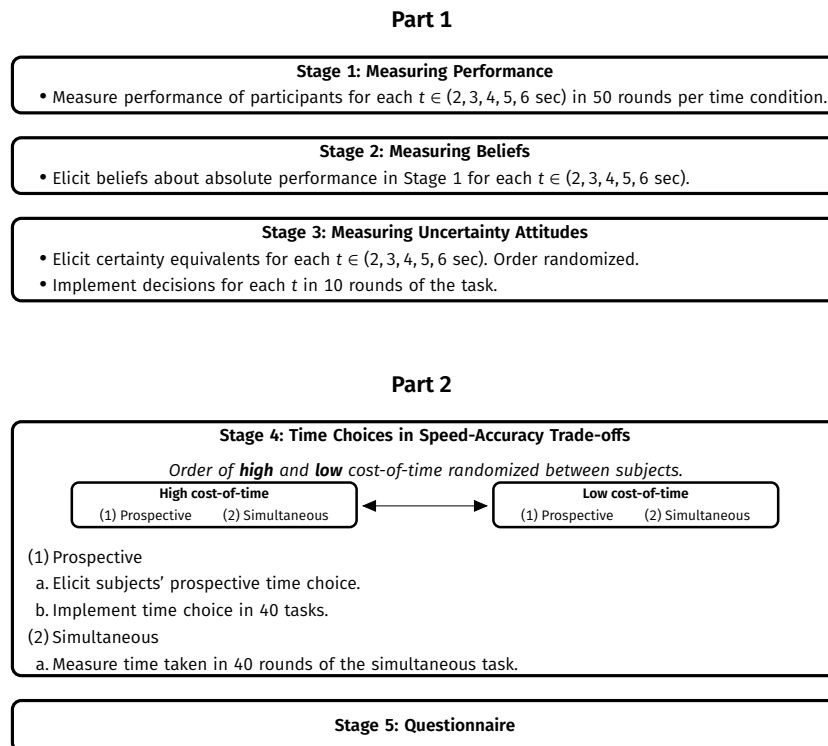 Part 1
Stage 1: Measuring Performance
• Measure performance of participants for each t ∈ (2, 3, 4, 5, 6 sec) in 50 rounds per time condition.
Stage 2: Measuring Beliefs
• Elicit beliefs about absolute performance in Stage 1 for each t ∈ (2, 3, 4, 5, 6 sec).
Stage 3: Measuring Uncertainty Attitudes
• Elicit certainty equivalents for each t ∈ (2, 3, 4, 5, 6 sec). Order randomized.
• Implement decisions for each t in 10 rounds of the task.
Part 2
Stage 4: Time Choices in Speed-Accuracy Trade-offs
Order of high and low cost-of-time randomized between subjects.
High cost-of-time
(1) Prospective (2) Simultaneous
Low cost-of-time
(1) Prospective (2) Simultaneous
(1) Prospective
a. Elicit subjects’ prospective time choice.
b. Implement time choice in 40 tasks.
(2) Simultaneous
a. Measure time taken in 40 rounds of the simultaneous task.
Stage 5: Questionnaire